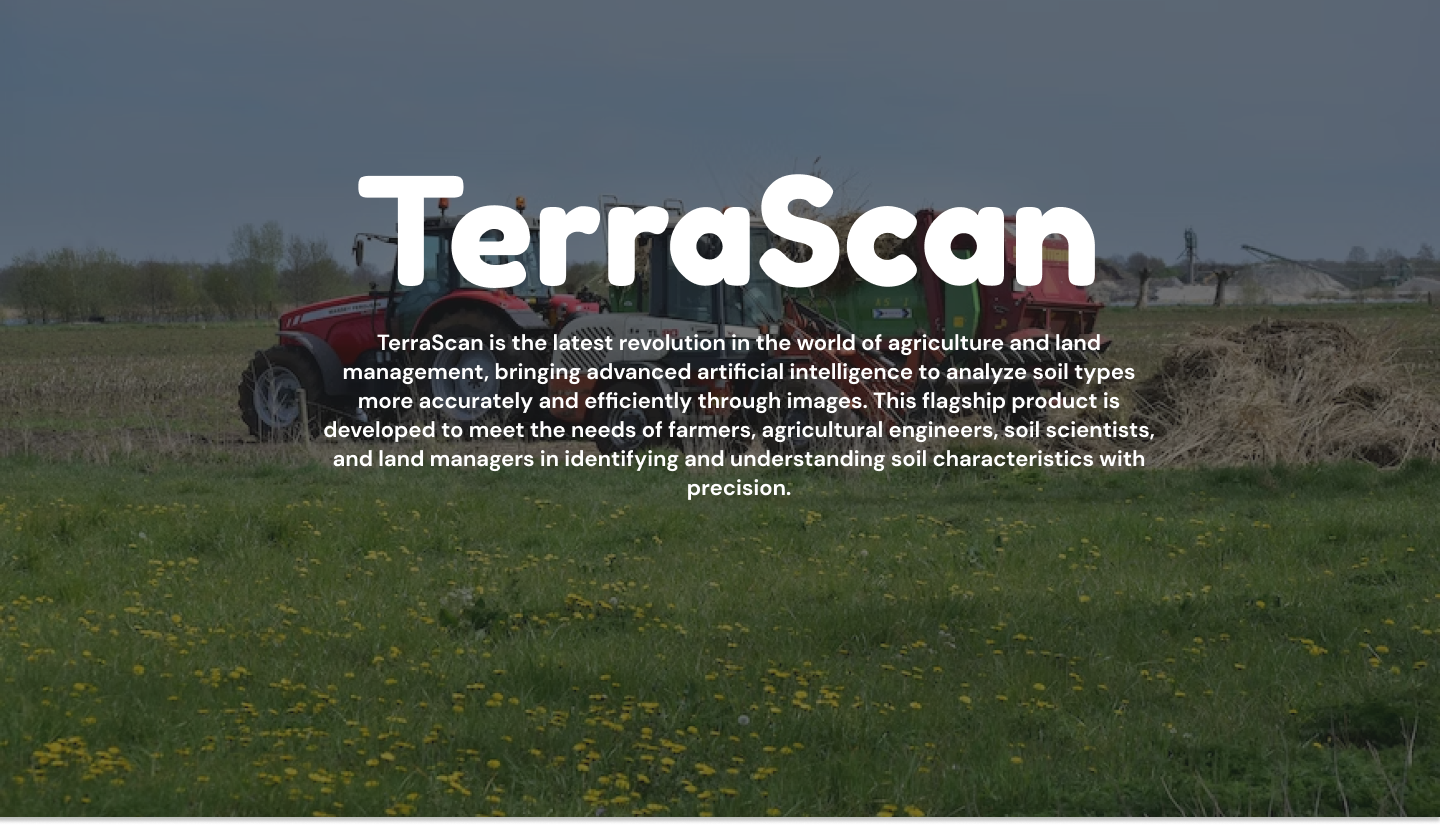 TerraScan
TerraScan is the latest revolution in the world of agriculture and land
management, bringing advanced artificial intelligence to analyze soil types
more accurately and efficiently through images. This flagship product is
developed to meet the needs of farmers, agricultural engineers, soil scientists,
and land managers in identifying and understanding soil characteristics with
precision.